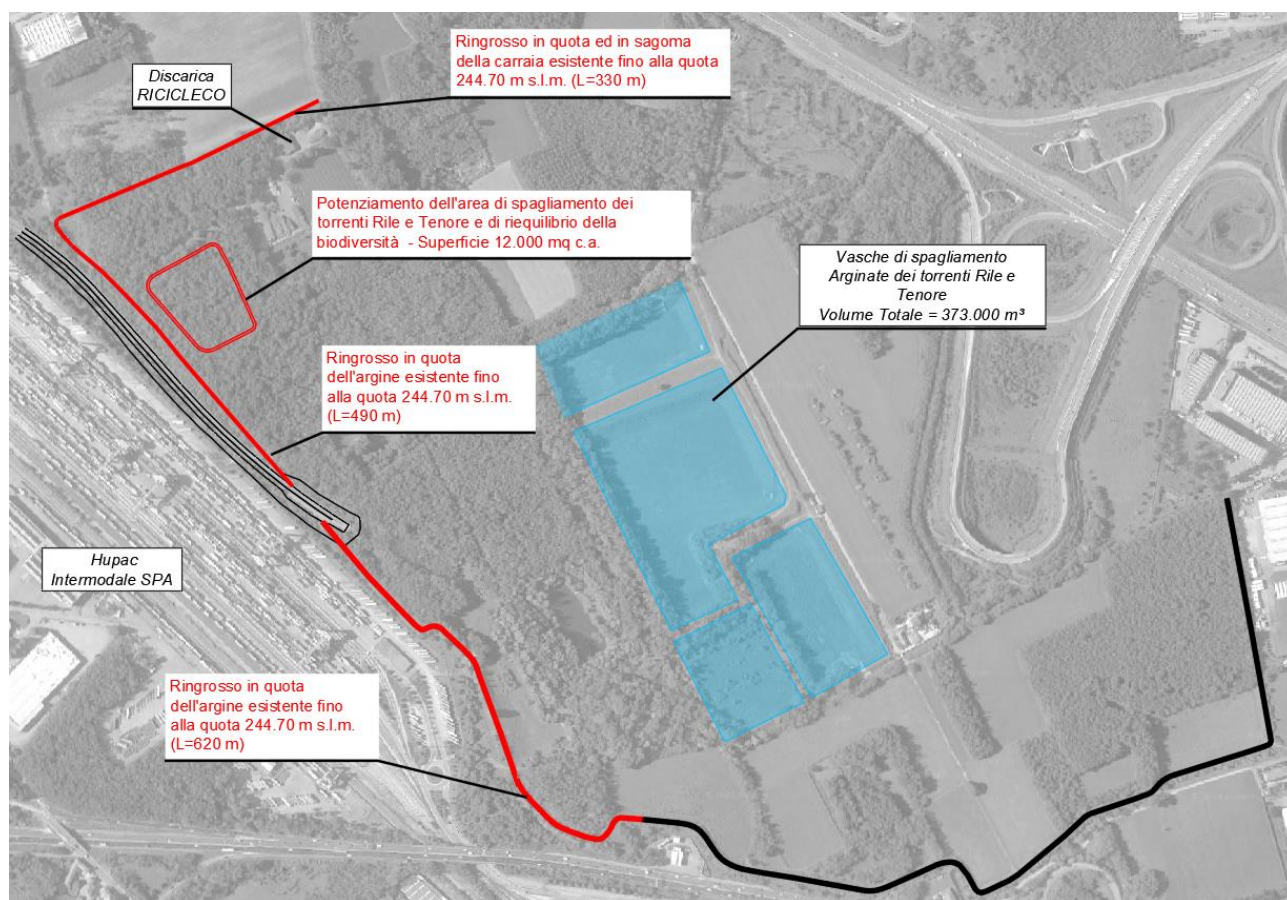 Ringrosso in quota ed in sagoma
della carraia esistente fino alla quota
244.70 m s.l.m. (L=330 m)
Discarica
RICICLECO
Potenziamento dell'area di spagliamento dei
torrenti Rile e Tenore e di riequilibrio della
biodiversità - Superficie 12.000 mq c.a.
Vasche di spagliamento
Arginate dei torrenti Rile e
Tenore
Volume Totale = 373.000 m³
Ringrosso in quota
dell'argine esistente fino
alla quota 244.70 m s.l.m.
(L=490 m)
Hupac
Intermodale SPA
Ringrosso in quota
dell'argine esistente fino
alla quota 244.70 m s.l.m.
(L=620 m)